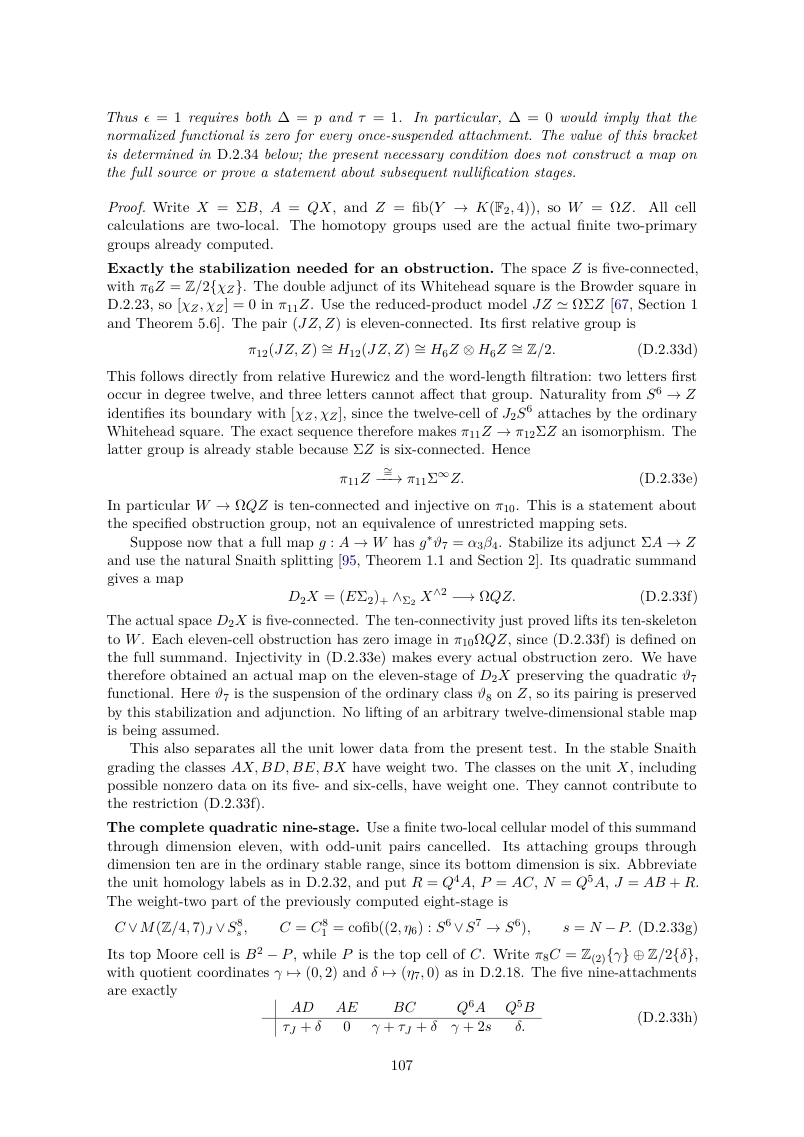 Thus ϵ = 1 requires both Δ = p and τ = 1. In particular, Δ = 0 would imply that the
normalized functional is zero for every once-suspended attachment. The value of this bracket
is determined in D.2.34 below; the present necessary condition does not construct a map on
the full source or prove a statement about subsequent nullification stages.
Proof. Write X = ΣB, A = QX, and Z = fib(Y → K(𝔽₂, 4)), so W = ΩZ. All cell
calculations are two-local. The homotopy groups used are the actual finite two-primary
groups already computed.
Exactly the stabilization needed for an obstruction. The space Z is five-connected,
with π₆Z = ℤ/2{χ_Z}. The double adjunct of its Whitehead square is the Browder square in
D.2.23, so [χ_Z, χ_Z] = 0 in π₁₁Z. Use the reduced-product model JZ ≃ ΩΣZ [67, Section 1
and Theorem 5.6]. The pair (JZ, Z) is eleven-connected. Its first relative group is
π₁₂(JZ, Z) ≅ H₁₂(JZ, Z) ≅ H₆Z ⊗ H₆Z ≅ ℤ/2. (D.2.33d)
This follows directly from relative Hurewicz and the word-length filtration: two letters first
occur in degree twelve, and three letters cannot affect that group. Naturality from S⁶ → Z
identifies its boundary with [χ_Z, χ_Z], since the twelve-cell of J₂S⁶ attaches by the ordinary
Whitehead square. The exact sequence therefore makes π₁₁Z → π₁₂ΣZ an isomorphism. The
latter group is already stable because ΣZ is six-connected. Hence
π₁₁Z —≅→ π₁₁Σ^∞Z. (D.2.33e)
In particular W → ΩQZ is ten-connected and injective on π₁₀. This is a statement about
the specified obstruction group, not an equivalence of unrestricted mapping sets.
Suppose now that a full map g : A → W has g*ϑ₇ = α₃β₄. Stabilize its adjunct ΣA → Z
and use the natural Snaith splitting [95, Theorem 1.1 and Section 2]. Its quadratic summand
gives a map
D₂X = (EΣ₂)₊ ∧_Σ₂ X^∧2 ⟶ ΩQZ. (D.2.33f)
The actual space D₂X is five-connected. The ten-connectivity just proved lifts its ten-skeleton
to W. Each eleven-cell obstruction has zero image in π₁₀ΩQZ, since (D.2.33f) is defined on
the full summand. Injectivity in (D.2.33e) makes every actual obstruction zero. We have
therefore obtained an actual map on the eleven-stage of D₂X preserving the quadratic ϑ₇
functional. Here ϑ₇ is the suspension of the ordinary class ϑ₈ on Z, so its pairing is preserved
by this stabilization and adjunction. No lifting of an arbitrary twelve-dimensional stable map
is being assumed.
This also separates all the unit lower data from the present test. In the stable Snaith
grading the classes AX, BD, BE, BX have weight two. The classes on the unit X, including
possible nonzero data on its five- and six-cells, have weight one. They cannot contribute to
the restriction (D.2.33f).
The complete quadratic nine-stage. Use a finite two-local cellular model of this summand
through dimension eleven, with odd-unit pairs cancelled. Its attaching groups through
dimension ten are in the ordinary stable range, since its bottom dimension is six. Abbreviate
the unit homology labels as in D.2.32, and put R = Q⁴A, P = AC, N = Q⁵A, J = AB + R.
The weight-two part of the previously computed eight-stage is
C ∨ M(ℤ/4, 7)_J ∨ S⁸_s, C = C⁸₁ = cofib((2, η₆) : S⁶ ∨ S⁷ → S⁶), s = N − P. (D.2.33g)
Its top Moore cell is B² − P, while P is the top cell of C. Write π₈C = ℤ₍₂₎{γ} ⊕ ℤ/2{δ},
with quotient coordinates γ ↦ (0, 2) and δ ↦ (η₇, 0) as in D.2.18. The five nine-attachments
are exactly
AD AE BC Q⁶A Q⁵B
τ_J + δ 0 γ + τ_J + δ γ + 2s δ. (D.2.33h)
107